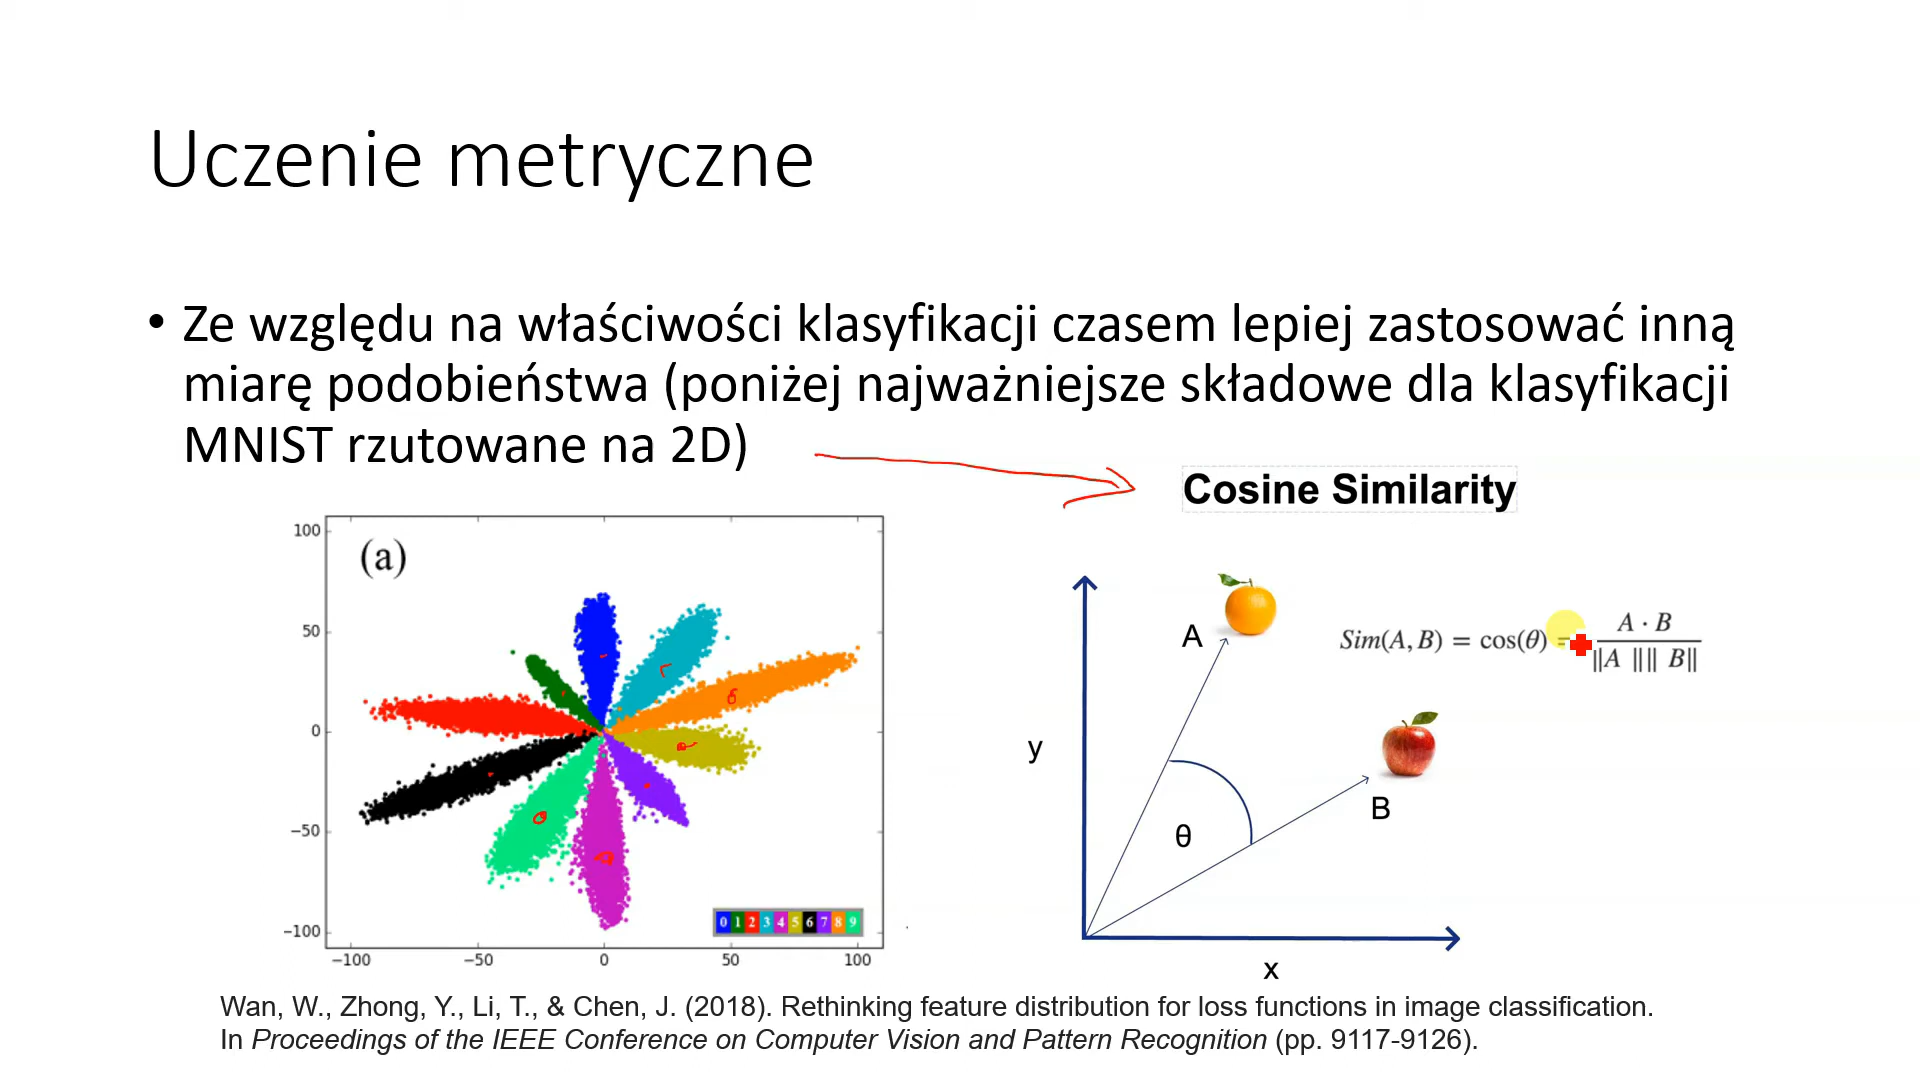 Uczenie metryczne
• Ze względu na właściwości klasyfikacji czasem lepiej zastosować inną
miarę podobieństwa (poniżej najważniejsze składowe dla klasyfikacji
MNIST rzutowane na 2D)
Cosine Similarity
(a)
100
50
0
−50
−100
−100 −50 0 50 100
0 1 2 3 4 5 6 7 8 9
A
Sim(A, B) = cos(θ) = A · B
‖A ‖‖ B‖
y
B
θ
x
Wan, W., Zhong, Y., Li, T., & Chen, J. (2018). Rethinking feature distribution for loss functions in image classification.
In Proceedings of the IEEE Conference on Computer Vision and Pattern Recognition (pp. 9117-9126).